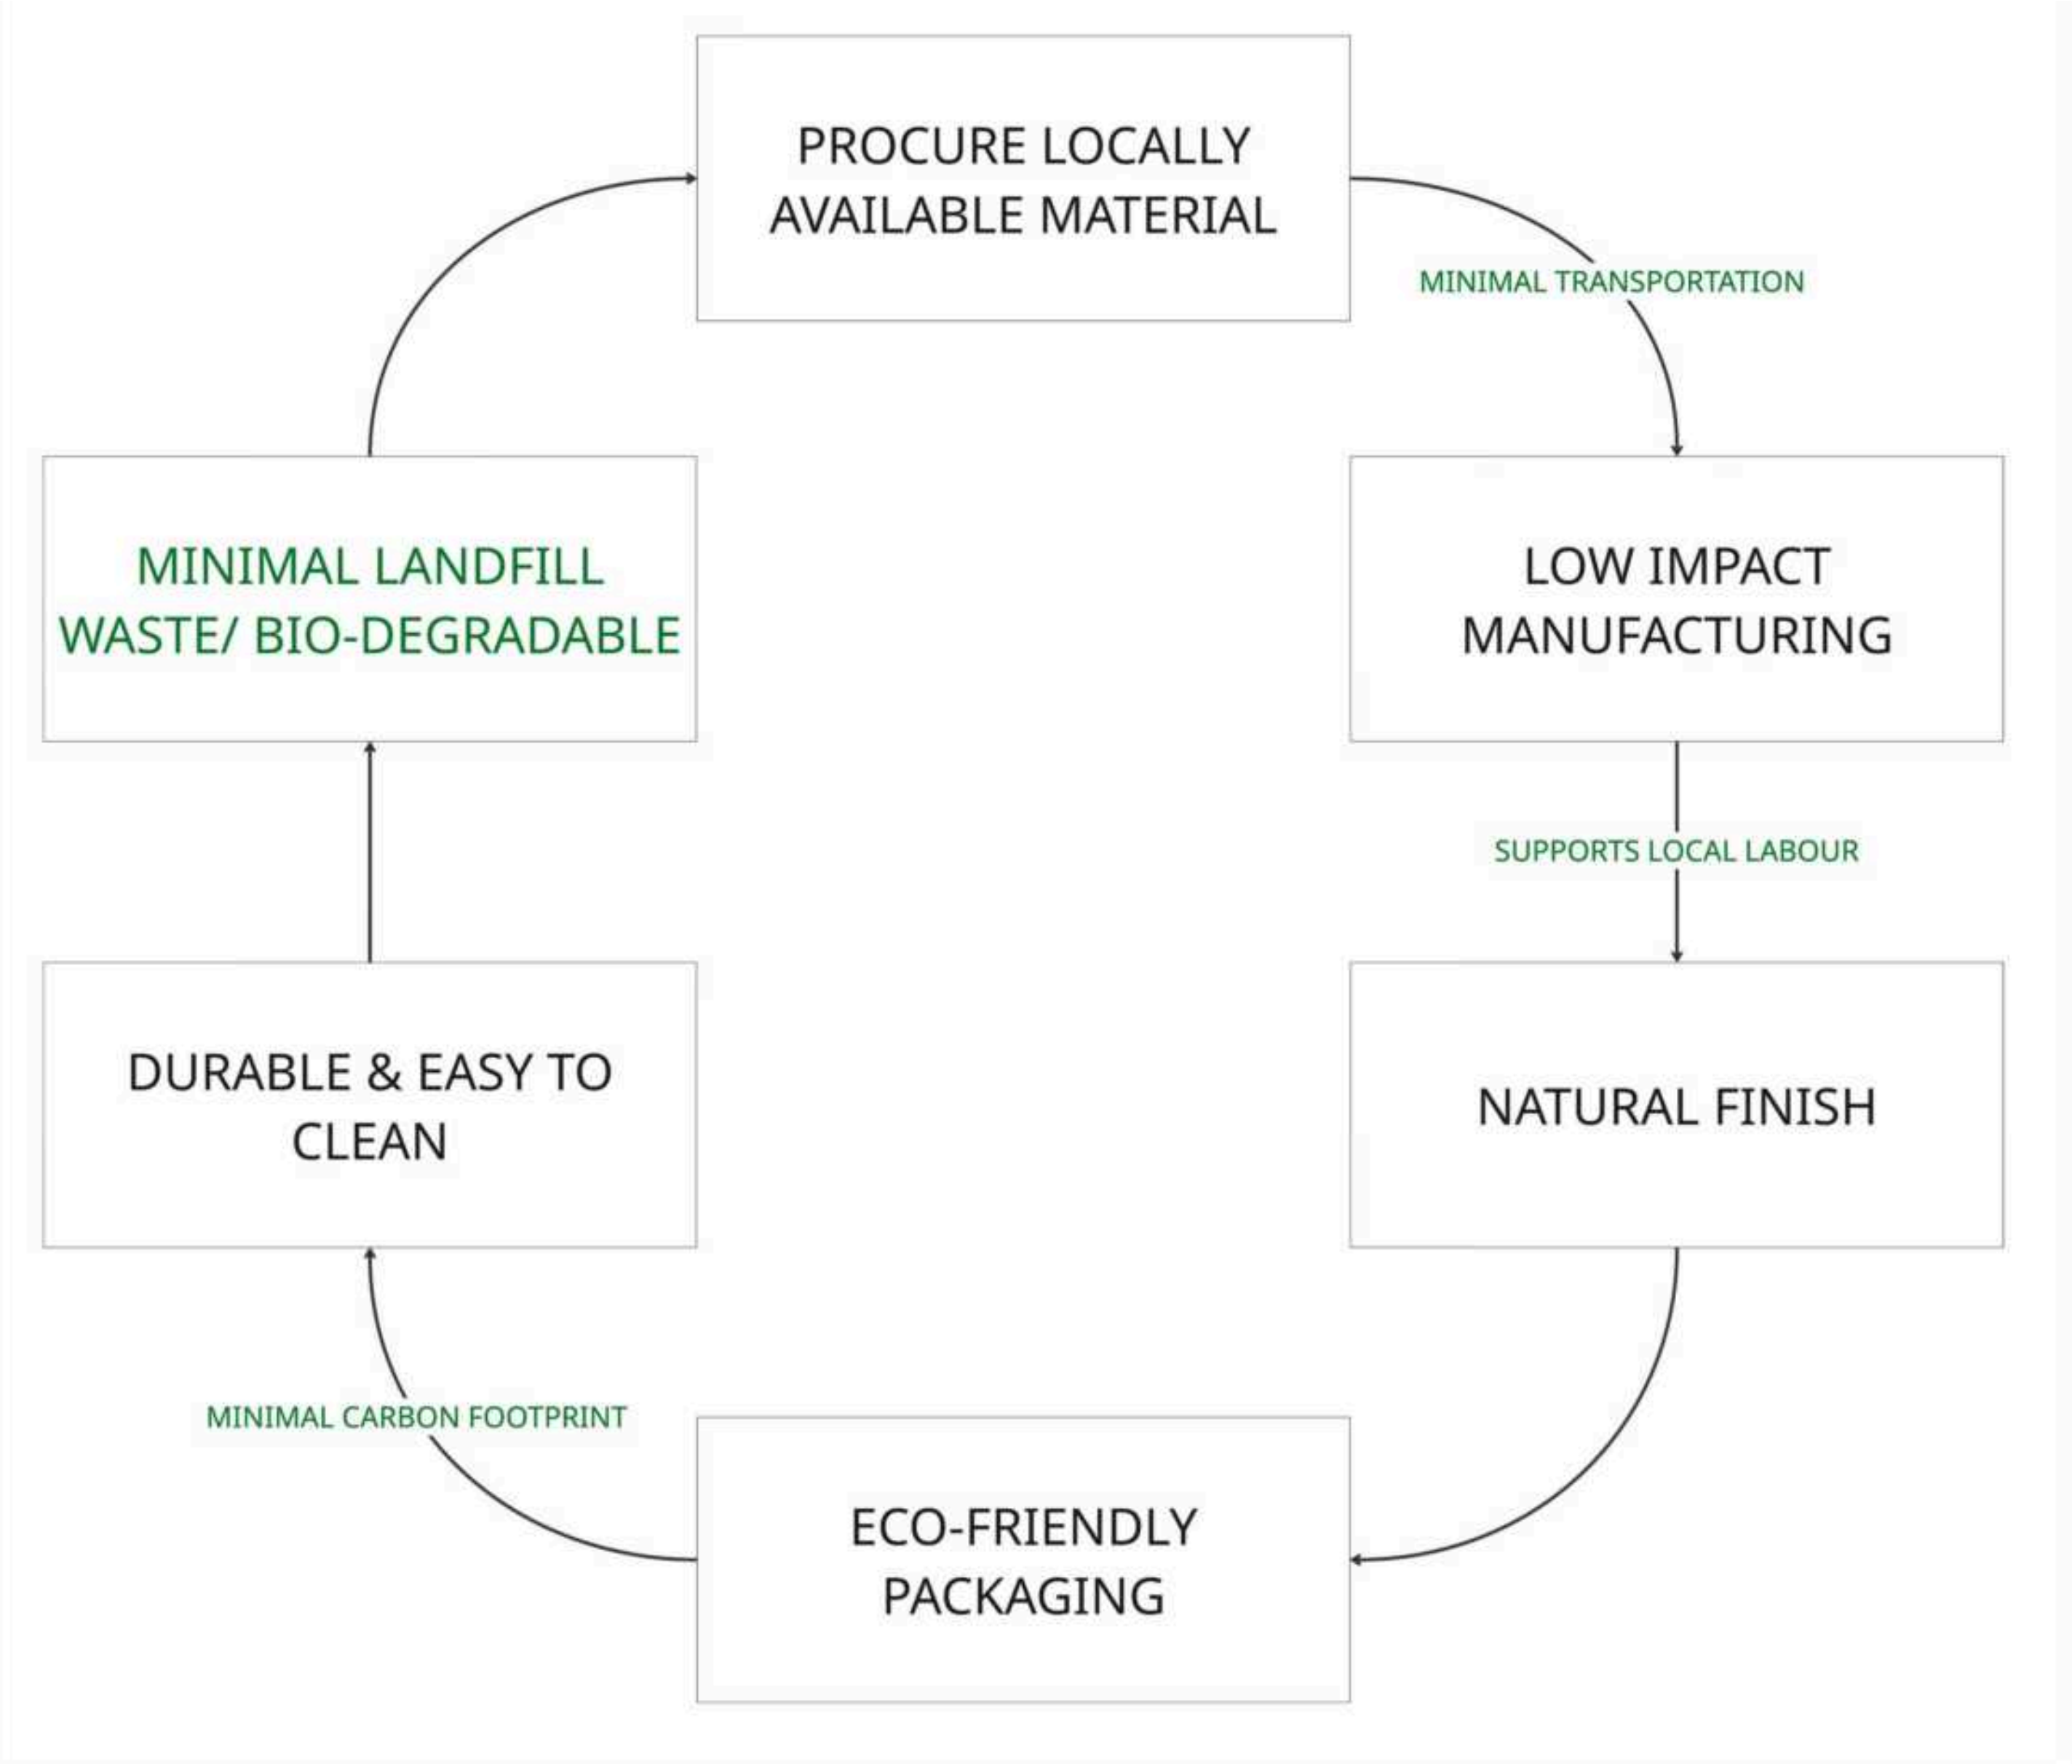 PROCURE LOCALLY
AVAILABLE MATERIAL
MINIMAL TRANSPORTATION
LOW IMPACT
MANUFACTURING
SUPPORTS LOCAL LABOUR
NATURAL FINISH
ECO-FRIENDLY
PACKAGING
MINIMAL CARBON FOOTPRINT
DURABLE & EASY TO
CLEAN
MINIMAL LANDFILL
WASTE/ BIO-DEGRADABLE